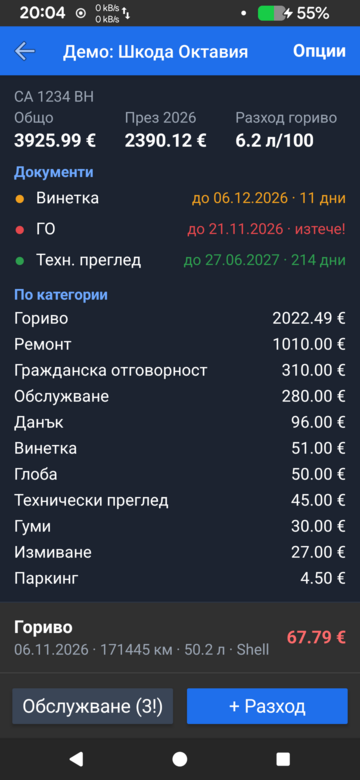 20:04 0 kB/s 0 kB/s 55%
Демо: Шкода Октавия Опции
CA 1234 BH
Общо През 2026 Разход гориво
3925.99 € 2390.12 € 6.2 л/100
Документи
Винетка до 06.12.2026 · 11 дни
ГО до 21.11.2026 · изтече!
Техн. преглед до 27.06.2027 · 214 дни
По категории
Гориво 2022.49 €
Ремонт 1010.00 €
Гражданска отговорност 310.00 €
Обслужване 280.00 €
Данък 96.00 €
Винетка 51.00 €
Глоба 50.00 €
Технически преглед 45.00 €
Гуми 30.00 €
Измиване 27.00 €
Паркинг 4.50 €
Гориво 67.79 €
06.11.2026 · 171445 км · 50.2 л · Shell
Обслужване (3!) + Разход